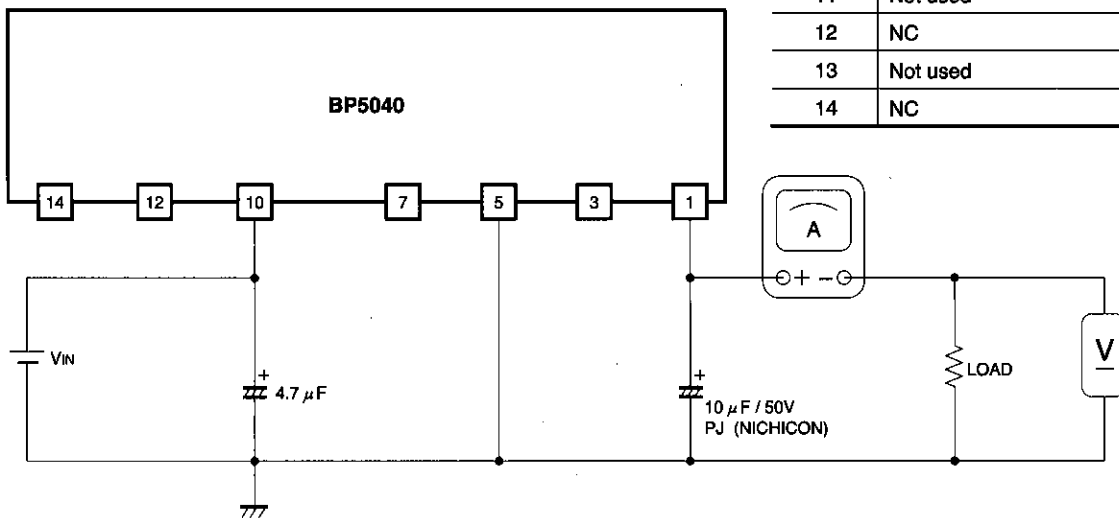 11 Not used
12 NC
13 Not used
14 NC
BP5040
14 12 10 7 5 3 1
A
+ −
VIN
+
4.7 μF
+
10 μF / 50V
PJ (NICHICON)
LOAD
V